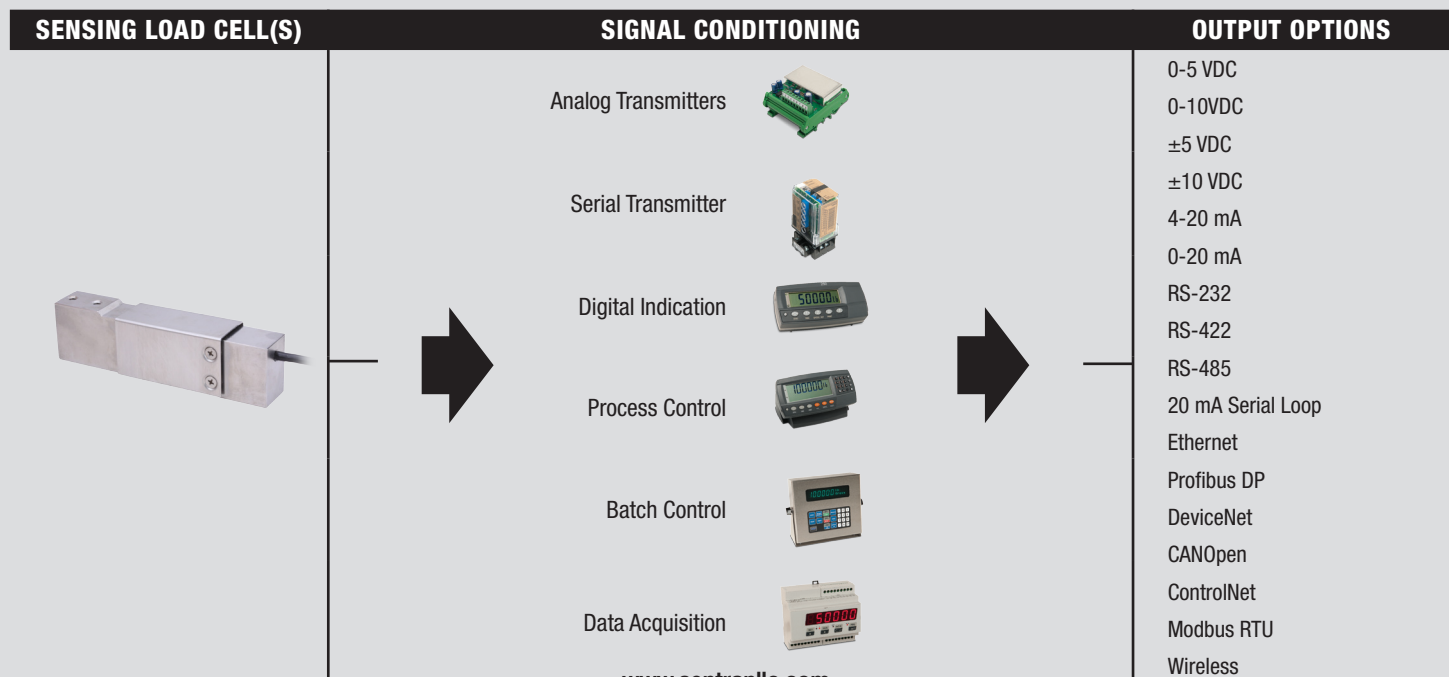 SENSING LOAD CELL(S)
SIGNAL CONDITIONING
OUTPUT OPTIONS
Analog Transmitters
Serial Transmitter
Digital Indication
50000
Process Control
Batch Control
Data Acquisition
50000
0-5 VDC
0-10VDC
±5 VDC
±10 VDC
4-20 mA
0-20 mA
RS-232
RS-422
RS-485
20 mA Serial Loop
Ethernet
Profibus DP
DeviceNet
CANOpen
ControlNet
Modbus RTU
Wireless